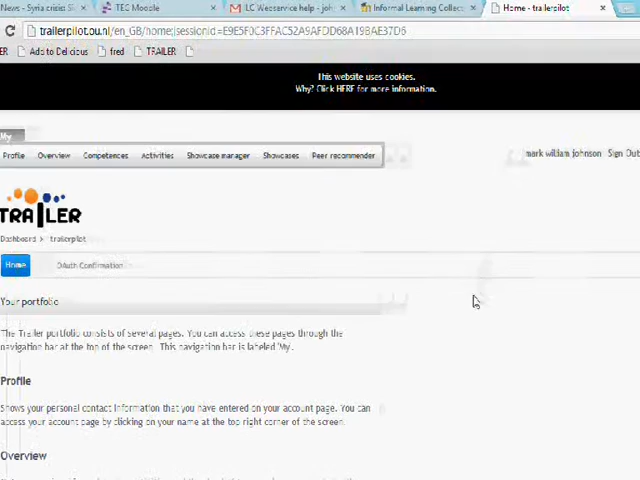 News - Syria crisis: S
TEC Moodle
LC Webservice help - joh
Informal Learning Collect
Home - trailerpilot
trailerpilot.ou.nl/en_GB/home;jsessionid=E9E5F0C3FFAC52A9AFDD68A19BAE37D6
ER
Add to Delicious
fred
TRAILER
This website uses cookies.
Why? Click HERE for more information.
My
Profile
Overview
Competences
Activities
Showcase manager
Showcases
Peer recommender
mark william johnson
Sign Out
TRAILER
Dashboard > trailerpilot
Home
OAuth Confirmation
Your portfolio
The Trailer portfolio consists of several pages. You can access these pages through the
navigation bar at the top of the screen. This navigation bar is labeled 'My'.
Profile
Shows your personal contact information that you have entered on your account page. You can
access your account page by clicking on your name at the top right corner of the screen.
Overview